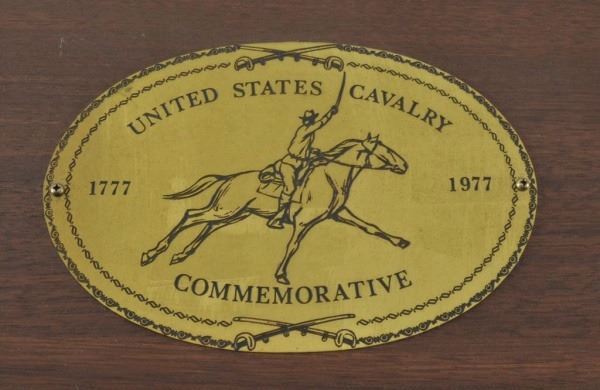 UNITED STATES CAVALRY
1777 1977
COMMEMORATIVE